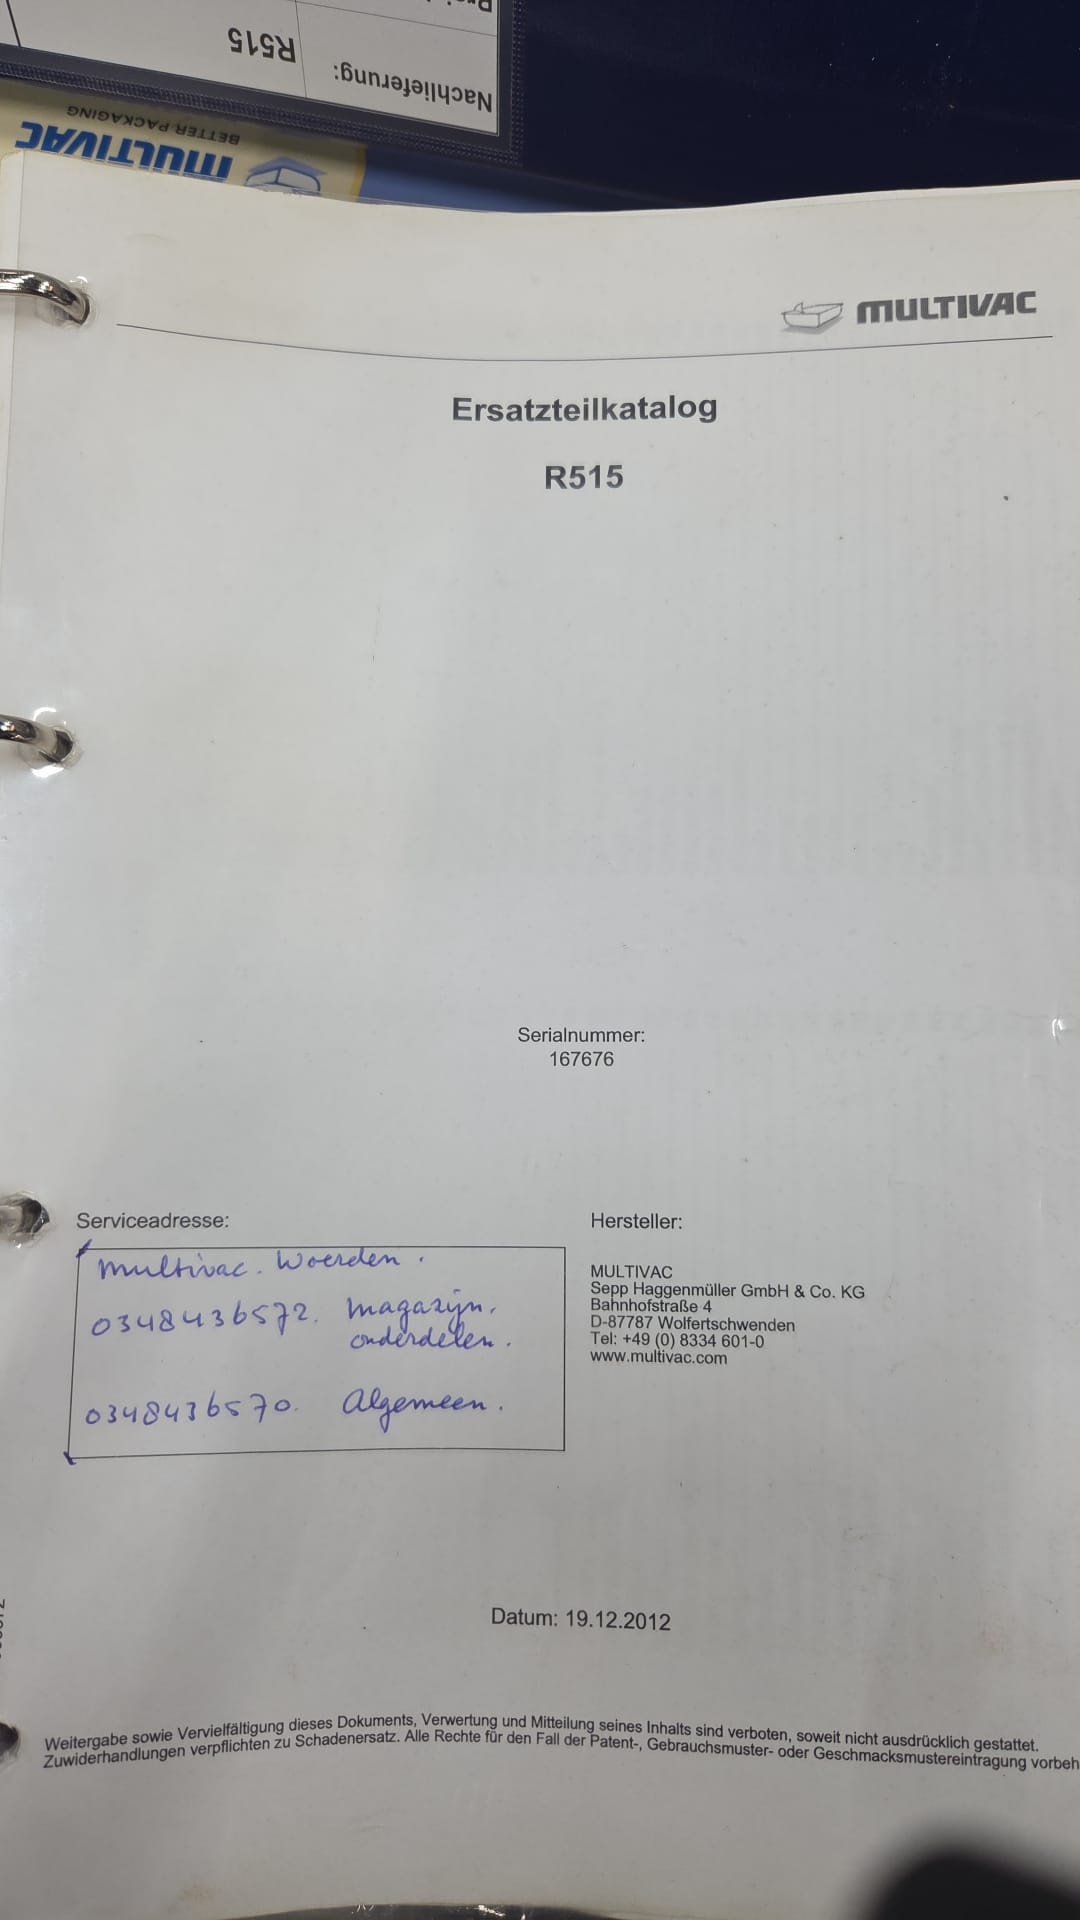 R515
Nachlieferung:
MULTIVAC
BETTER PACKAGING
MULTIVAC
Ersatzteilkatalog
R515
Serialnummer:
167676
Serviceadresse:
multivac. Woerden.
0348436572. magazijn.
onderdelen.
0348436570. Algemeen.
Hersteller:
MULTIVAC
Sepp Haggenmüller GmbH & Co. KG
Bahnhofstraße 4
D-87787 Wolfertschwenden
Tel: +49 (0) 8334 601-0
www.multivac.com
Datum: 19.12.2012
Weitergabe sowie Vervielfältigung dieses Dokuments, Verwertung und Mitteilung seines Inhalts sind verboten, soweit nicht ausdrücklich gestattet.
Zuwiderhandlungen verpflichten zu Schadenersatz. Alle Rechte für den Fall der Patent-, Gebrauchsmuster- oder Geschmacksmustereintragung vorbeh